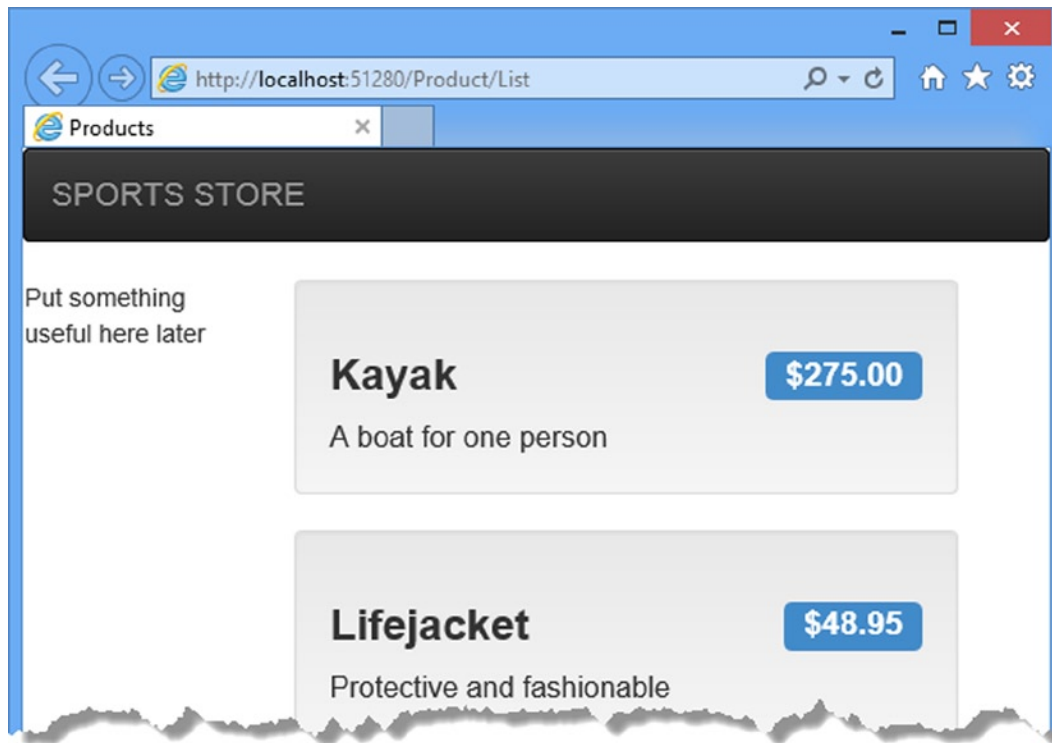 http://localhost:51280/Product/List
Products
SPORTS STORE
Put something
useful here later
Kayak
$275.00
A boat for one person
Lifejacket
$48.95
Protective and fashionable